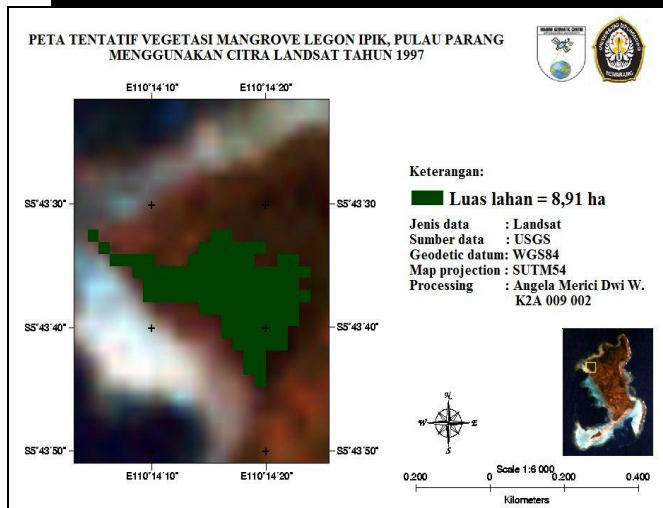 PETA TENTATIF VEGETASI MANGROVE LEGON IPIK, PULAU PARANG
MENGGUNAKAN CITRA LANDSAT TAHUN 1997
E110°14'10" E110°14'20"
S5°43'30" S5°43'30
S5°43'40" S5°43'40"
S5°43'50" S5°43'50"
E110°14'10" E110°14'20"
Keterangan:
Luas lahan = 8,91 ha
Jenis data : Landsat
Sumber data : USGS
Geodetic datum: WGS84
Map projection : SUTM54
Processing : Angela Merici Dwi W.
K2A 009 002
N
W E
S
Scale 1:6 000
0.200 0 0.200 0.400
Kilometers